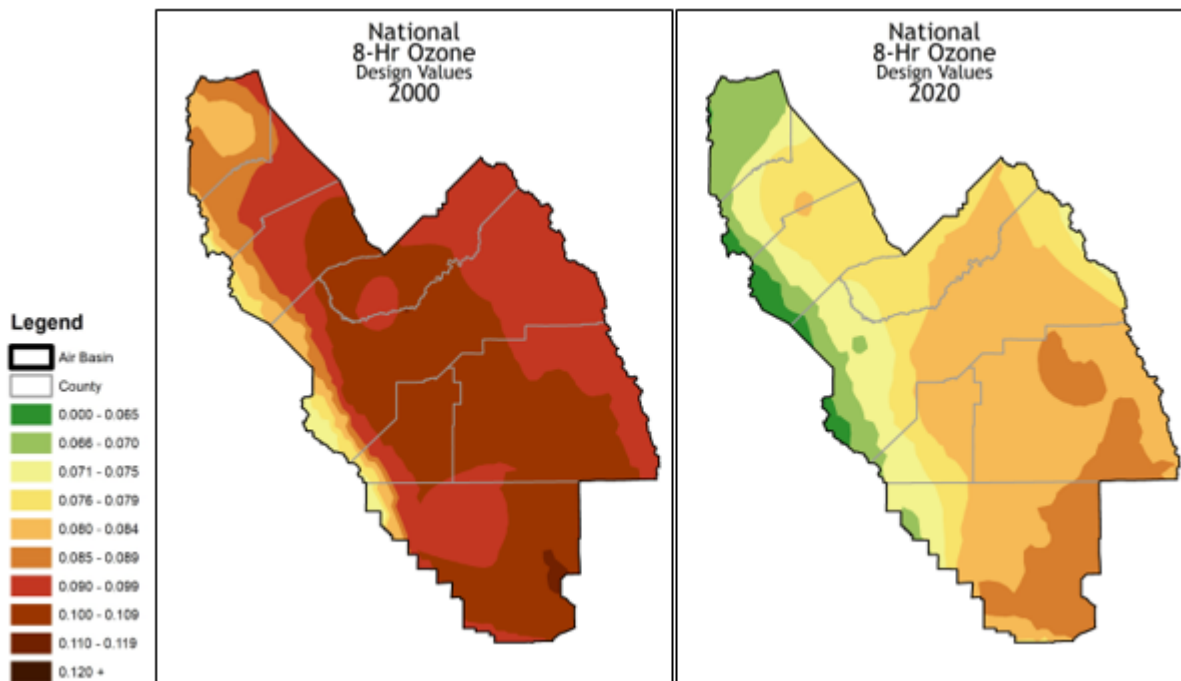 National
8-Hr Ozone
Design Values
2000
National
8-Hr Ozone
Design Values
2020
Legend
Air Basin
County
0.000 - 0.065
0.066 - 0.070
0.071 - 0.075
0.076 - 0.079
0.080 - 0.084
0.085 - 0.089
0.090 - 0.099
0.100 - 0.109
0.110 - 0.119
0.120 +